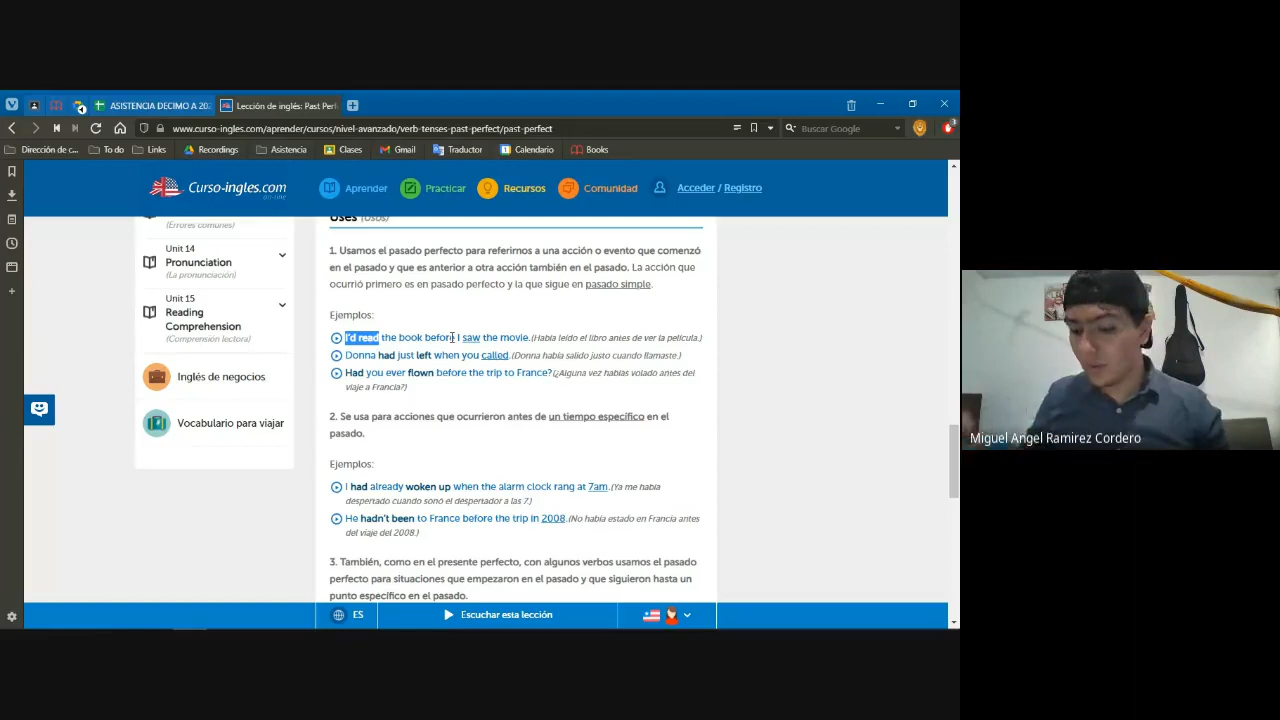 ASISTENCIA DECIMO A 202
Lección de inglés: Past Perf
www.curso-ingles.com/aprender/cursos/nivel-avanzado/verb-tenses-past-perfect/past-perfect
Buscar Google
3
Dirección de c...
To do
Links
Recordings
Asistencia
Clases
Gmail
Traductor
Calendario
Books
Curso-ingles.com
on-line
Aprender
Practicar
Recursos
Comunidad
Acceder / Registro
(Errores comunes)
Unit 14
Pronunciation
(La pronunciación)
Unit 15
Reading
Comprehension
(Comprensión lectora)
Inglés de negocios
Vocabulario para viajar
Uses (Usos)
1. Usamos el pasado perfecto para referirnos a una acción o evento que comenzó
en el pasado y que es anterior a otra acción también en el pasado. La acción que
ocurrió primero es en pasado perfecto y la que sigue en pasado simple.
Ejemplos:
I'd read the book before I saw the movie.(Había leído el libro antes de ver la película.)
Donna had just left when you called.(Donna había salido justo cuando llamaste.)
Had you ever flown before the trip to France?(¿Alguna vez habías volado antes del
viaje a Francia?)
2. Se usa para acciones que ocurrieron antes de un tiempo específico en el
pasado.
Ejemplos:
I had already woken up when the alarm clock rang at 7am.(Ya me había
despertado cuando sonó el despertador a las 7.)
He hadn't been to France before the trip in 2008.(No había estado en Francia antes
del viaje del 2008.)
3. También, como en el presente perfecto, con algunos verbos usamos el pasado
perfecto para situaciones que empezaron en el pasado y que siguieron hasta un
punto específico en el pasado.
ES
Escuchar esta lección
Miguel Angel Ramirez Cordero